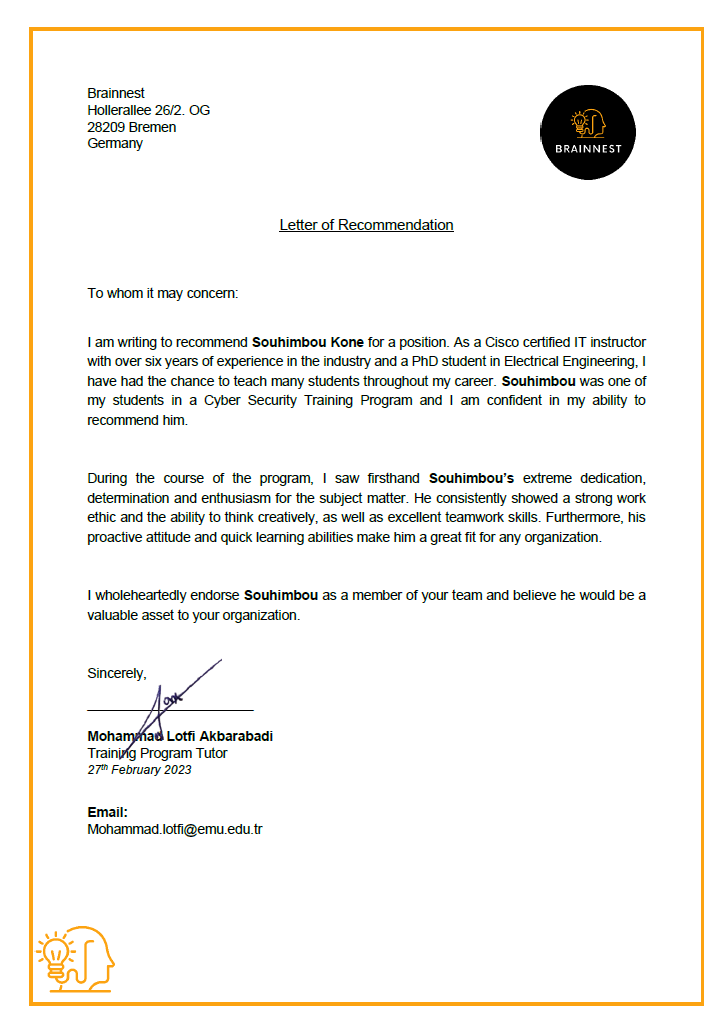 Brainnest
Hollerallee 26/2. OG
28209 Bremen
Germany
BRAINNEST
Letter of Recommendation
To whom it may concern:
I am writing to recommend Souhimbou Kone for a position. As a Cisco certified IT instructor
with over six years of experience in the industry and a PhD student in Electrical Engineering, I
have had the chance to teach many students throughout my career. Souhimbou was one of
my students in a Cyber Security Training Program and I am confident in my ability to
recommend him.
During the course of the program, I saw firsthand Souhimbou’s extreme dedication,
determination and enthusiasm for the subject matter. He consistently showed a strong work
ethic and the ability to think creatively, as well as excellent teamwork skills. Furthermore, his
proactive attitude and quick learning abilities make him a great fit for any organization.
I wholeheartedly endorse Souhimbou as a member of your team and believe he would be a
valuable asset to your organization.
Sincerely,
Mohammad Lotfi Akbarabadi
Training Program Tutor
27th February 2023
Email:
Mohammad.lotfi@emu.edu.tr